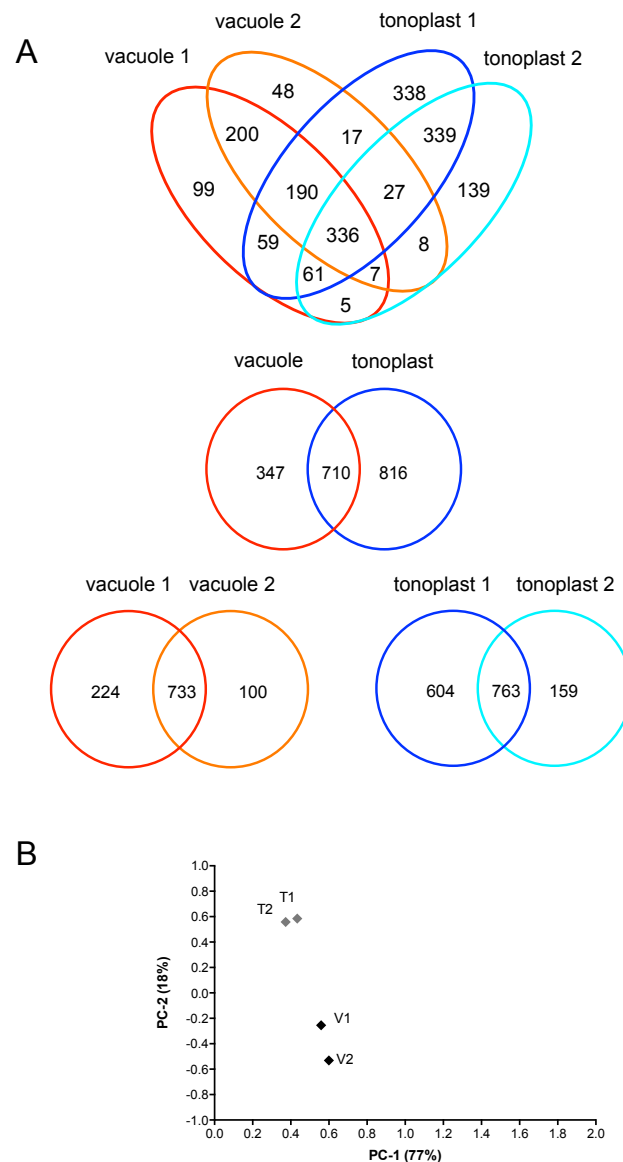 A
vacuole 1
vacuole 2
tonoplast 1
tonoplast 2
48
338
200
17
339
99
190
27
139
59
336
8
61
7
5
vacuole
tonoplast
347
710
816
vacuole 1
vacuole 2
tonoplast 1
tonoplast 2
224
733
100
604
763
159
B
1.0
0.8
0.6
0.4
0.2
0.0
-0.2
-0.4
-0.6
-0.8
-1.0
PC-2 (18%)
T1
T2
V1
V2
0.0 0.2 0.4 0.6 0.8 1.0 1.2 1.4 1.6 1.8 2.0
PC-1 (77%)